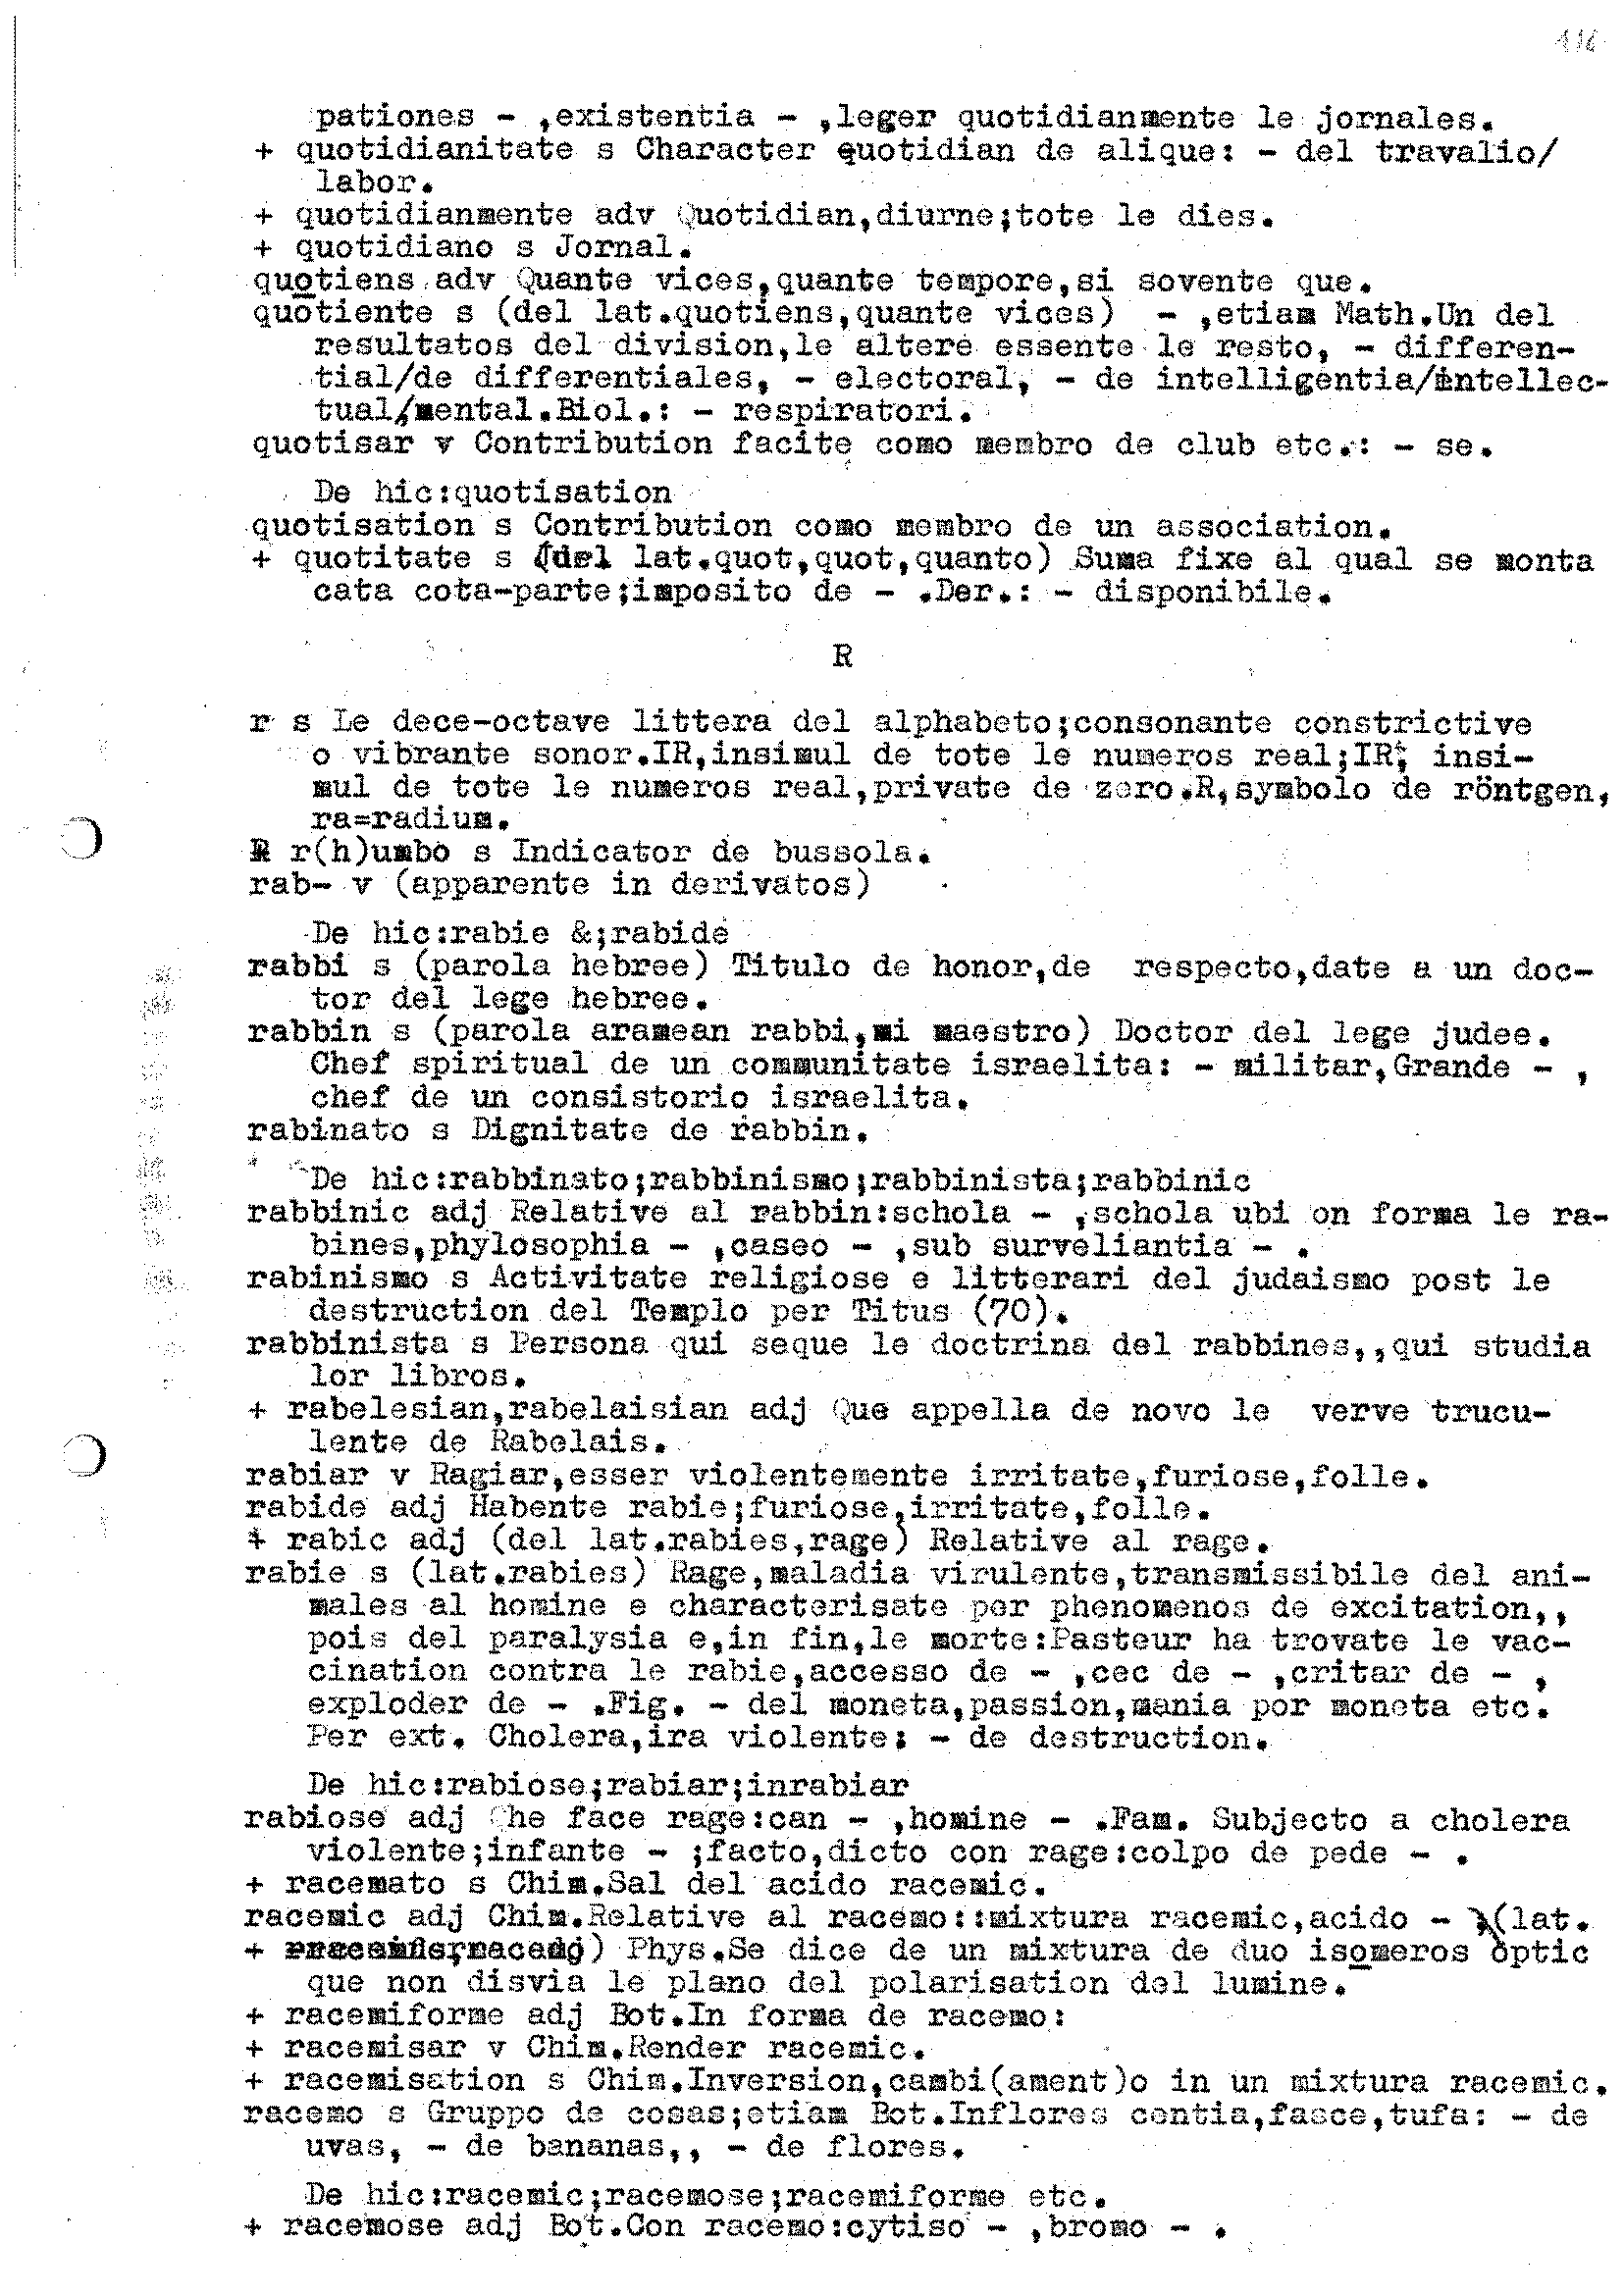 pationes - ,existentia - ,leger quotidianmente le jornales.
+ quotidianitate s Character quotidian de alique: - del travalio/
labor.
+ quotidianmente adv Quotidian,diurne;tote le dies.
+ quotidiano s Jornal.
quotiens adv Quante vices,quante tempore,si sovente que.
quotiente s (del lat.quotiens,quante vices) - ,etiam Math.Un del
resultatos del division,le altere essente le resto, - differen-
tial/de differentiales, - electoral, - de intelligentia/intellec-
tual/mental.Biol.: - respiratori.
quotisar v Contribution facite como membro de club etc.: - se.
De hic:quotisation
quotisation s Contribution como membro de un association.
+ quotitate s (del lat.quot,quot,quanto) Suma fixe al qual se monta
cata cota-parte;imposito de - .Der.: - disponibile.
R
r s Le dece-octave littera del alphabeto;consonante constrictive
o vibrante sonor.IR,insimul de tote le numeros real;IR, insi-
mul de tote le numeros real,private de zero.R,symbolo de röntgen,
ra=radium.
R r(h)umbo s Indicator de bussola.
rab- v (apparente in derivatos)
De hic:rabie &;rabide
rabbi s (parola hebree) Titulo de honor,de respecto,date a un doc-
tor del lege hebree.
rabbin s (parola aramean rabbi,mi maestro) Doctor del lege judee.
Chef spiritual de un communitate israelita: - militar,Grande - ,
chef de un consistorio israelita.
rabinato s Dignitate de rabbin.
De hic:rabbinato;rabbinismo;rabbinista;rabbinic
rabbinic adj Relative al rabbin:schola - ,schola ubi on forma le ra-
bines,phylosophia - ,caseo - ,sub surveliantia - .
rabinismo s Activitate religiose e litterari del judaismo post le
destruction del Templo per Titus (70).
rabbinista s Persona qui seque le doctrina del rabbines,,qui studia
lor libros.
+ rabelesian,rabelaisian adj Que appella de novo le verve trucu-
lente de Rabelais.
rabiar v Ragiar,esser violentemente irritate,furiose,folle.
rabide adj Habente rabie;furiose,irritate,folle.
+ rabic adj (del lat.rabies,rage) Relative al rage.
rabie s (lat.rabies) Rage,maladia virulente,transmissibile del ani-
males al homine e characterisate per phenomenos de excitation,,
pois del paralysia e,in fin,le morte:Pasteur ha trovate le vac-
cination contra le rabie,accesso de - ,cec de - ,critar de - ,
exploder de - .Fig. - del moneta,passion,mania por moneta etc.
Per ext. Cholera,ira violente: - de destruction.
De hic:rabiose;rabiar;inrabiar
rabiose adj Che face rage:can - ,homine - .Fam. Subjecto a cholera
violente;infante - ;facto,dicto con rage:colpo de pede - .
+ racemato s Chim.Sal del acido racemic.
racemic adj Chim.Relative al racemo::mixtura racemic,acido - (lat.
+ ) Phys.Se dice de un mixtura de duo isomeros optic
que non disvia le plano del polarisation del lumine.
+ racemiforme adj Bot.In forma de racemo:
+ racemisar v Chim.Render racemic.
+ racemisation s Chim.Inversion,cambi(ament)o in un mixtura racemic.
racemo s Gruppo de cosas;etiam Bot.Inflores centia,fasce,tufa: - de
uvas, - de bananas,, - de flores.
De hic:racemic;racemose;racemiforme etc.
+ racemose adj Bot.Con racemo:cytiso - ,bromo - .